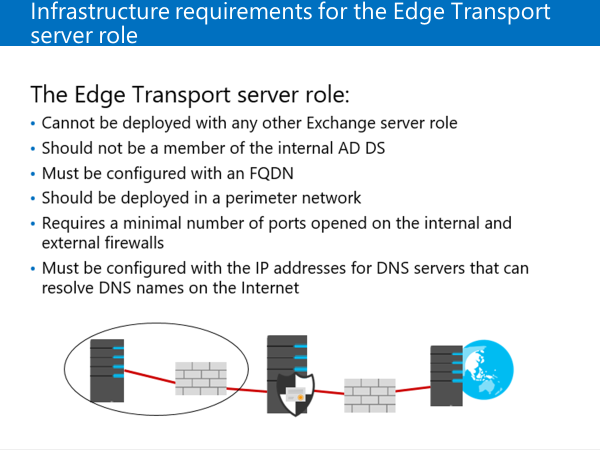 Infrastructure requirements for the Edge Transport
server role
The Edge Transport server role:
• Cannot be deployed with any other Exchange server role
• Should not be a member of the internal AD DS
• Must be configured with an FQDN
• Should be deployed in a perimeter network
• Requires a minimal number of ports opened on the internal and
external firewalls
• Must be configured with the IP addresses for DNS servers that can
resolve DNS names on the Internet